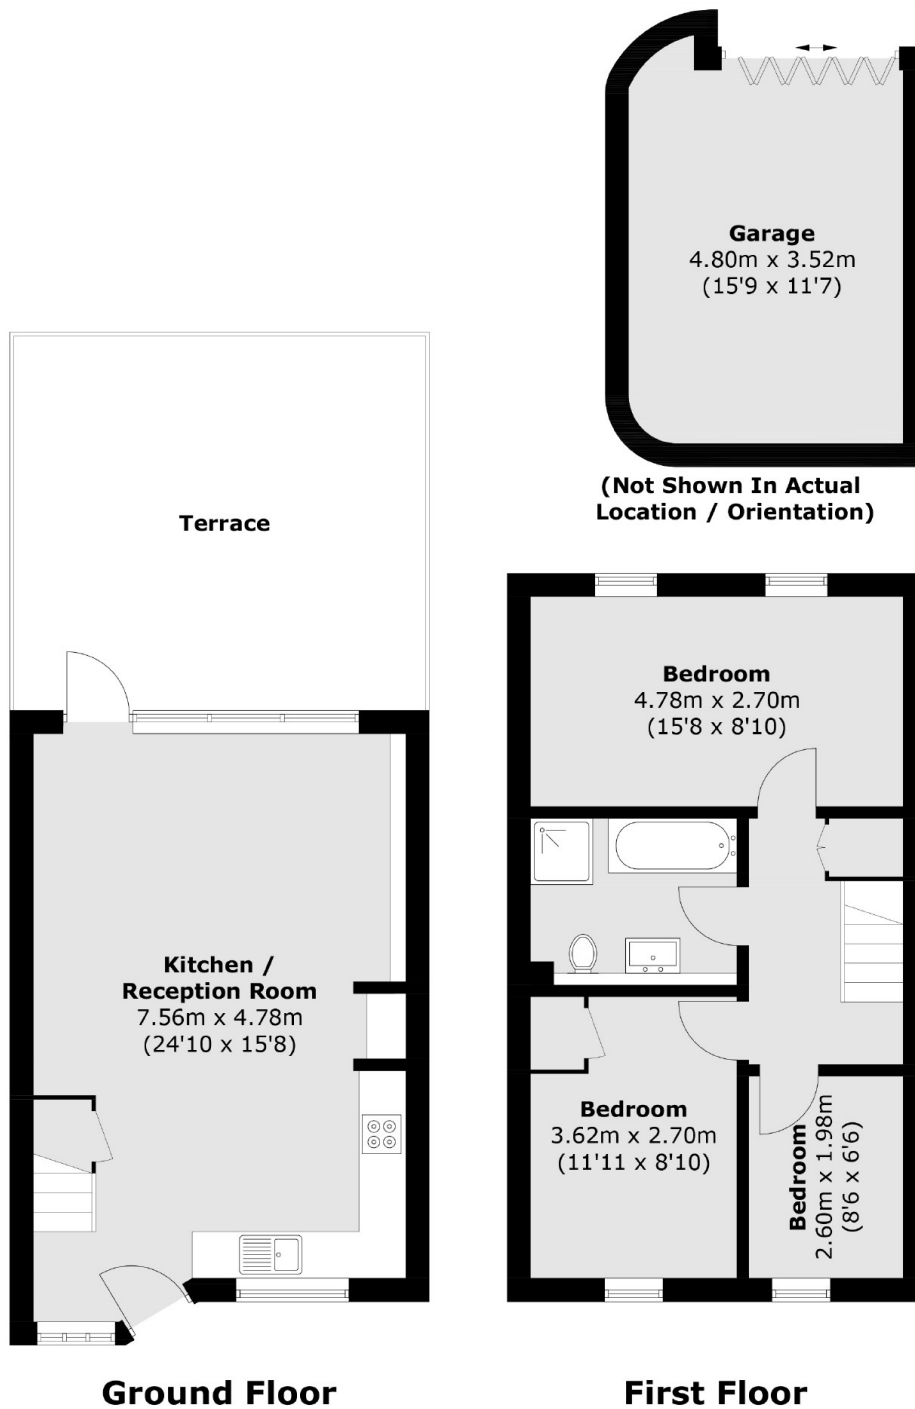 Garage
4.80m x 3.52m
(15'9 x 11'7)
(Not Shown In Actual
Location / Orientation)
Terrace
Kitchen /
Reception Room
7.56m x 4.78m
(24'10 x 15'8)
Ground Floor
Bedroom
4.78m x 2.70m
(15'8 x 8'10)
Bedroom
3.62m x 2.70m
(11'11 x 8'10)
Bedroom
2.60m x 1.98m
(8'6 x 6'6)
First Floor